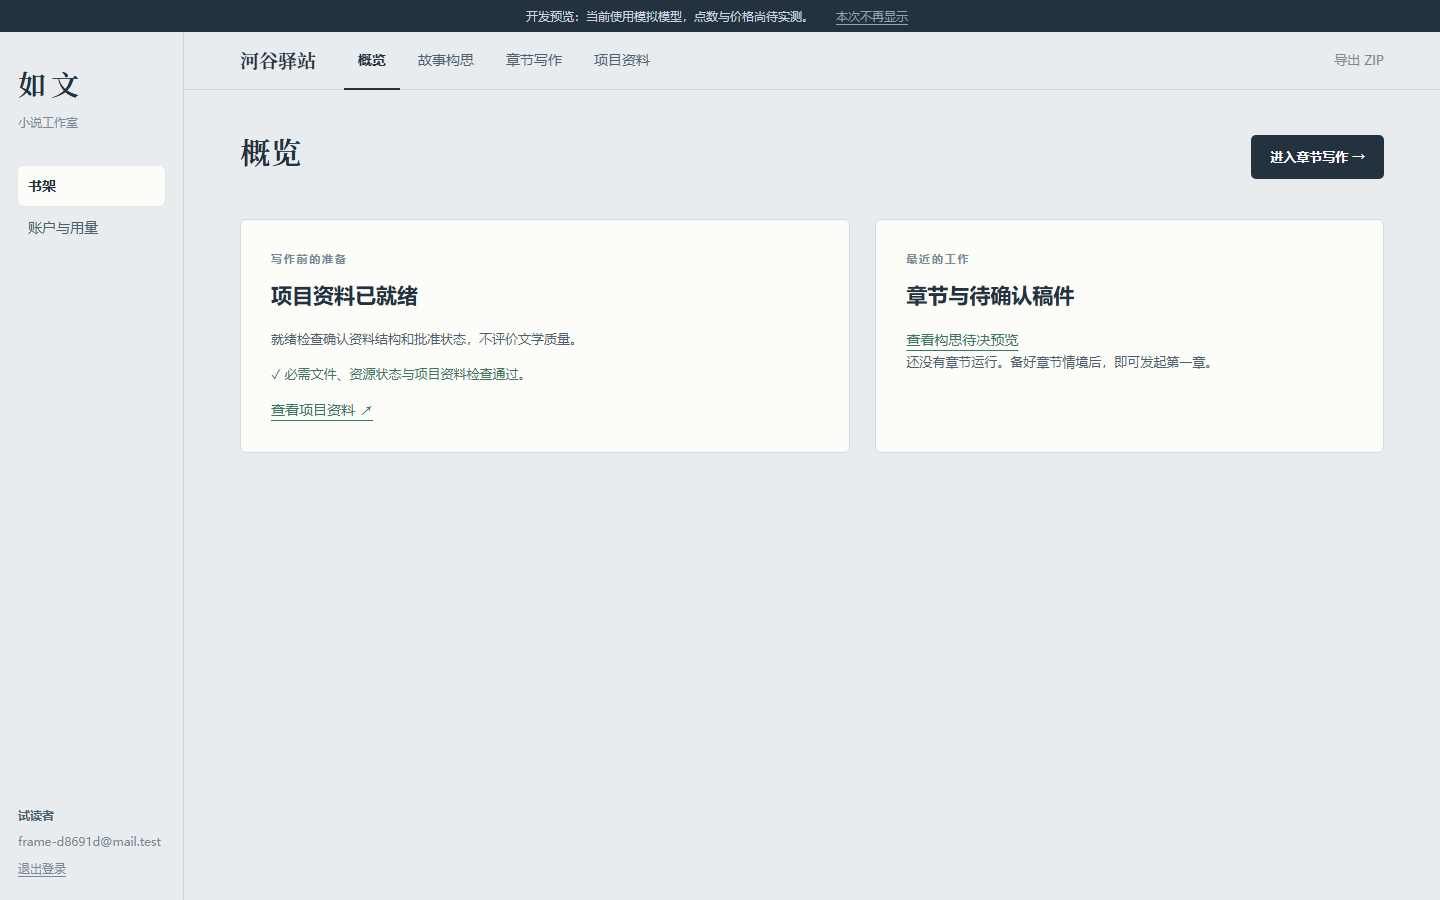 开发预览：当前使用模拟模型，点数与价格尚待实测。 本次不再显示
如文
小说工作室
书架
账户与用量
河谷驿站 概览 故事构思 章节写作 项目资料 导出 ZIP
概览
进入章节写作 →
写作前的准备
项目资料已就绪
就绪检查确认资料结构和批准状态，不评价文学质量。
✓ 必需文件、资源状态与项目资料检查通过。
查看项目资料 ↗
最近的工作
章节与待确认稿件
查看构思待决预览
还没有章节运行。备好章节情境后，即可发起第一章。
试读者
frame-d8691d@mail.test
退出登录